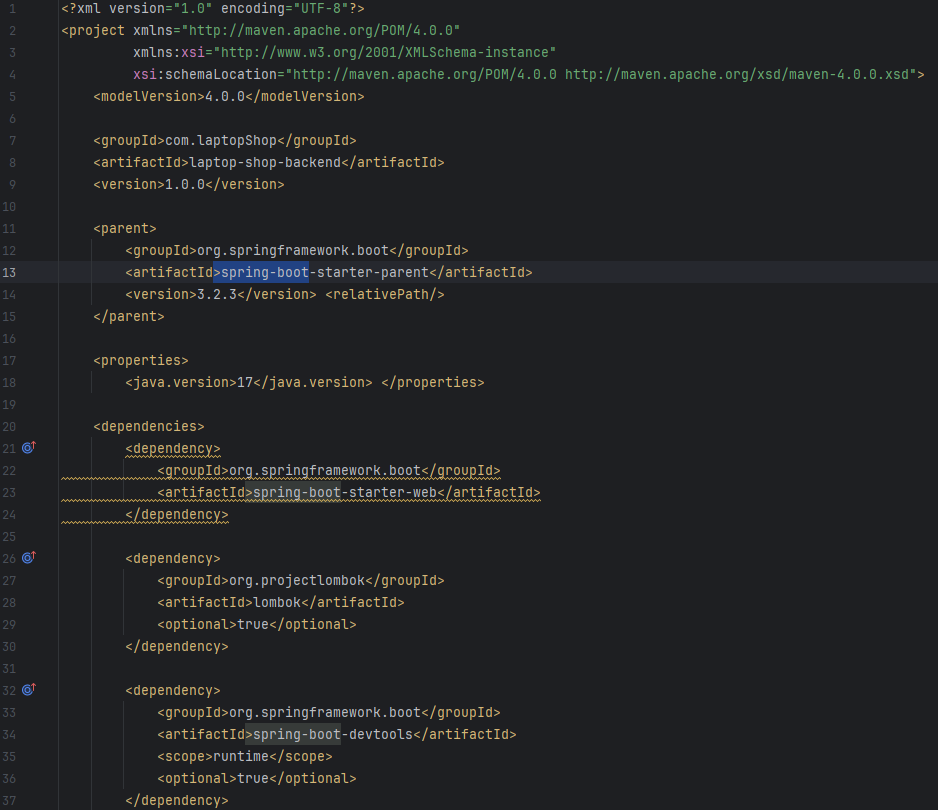 1 <?xml version="1.0" encoding="UTF-8"?>
2 <project xmlns="http://maven.apache.org/POM/4.0.0"
3 xmlns:xsi="http://www.w3.org/2001/XMLSchema-instance"
4 xsi:schemaLocation="http://maven.apache.org/POM/4.0.0 http://maven.apache.org/xsd/maven-4.0.0.xsd">
5 <modelVersion>4.0.0</modelVersion>
6
7 <groupId>com.laptopShop</groupId>
8 <artifactId>laptop-shop-backend</artifactId>
9 <version>1.0.0</version>
10
11 <parent>
12 <groupId>org.springframework.boot</groupId>
13 <artifactId>spring-boot-starter-parent</artifactId>
14 <version>3.2.3</version> <relativePath/>
15 </parent>
16
17 <properties>
18 <java.version>17</java.version> </properties>
19
20 <dependencies>
21 <dependency>
22 <groupId>org.springframework.boot</groupId>
23 <artifactId>spring-boot-starter-web</artifactId>
24 </dependency>
25
26 <dependency>
27 <groupId>org.projectlombok</groupId>
28 <artifactId>lombok</artifactId>
29 <optional>true</optional>
30 </dependency>
31
32 <dependency>
33 <groupId>org.springframework.boot</groupId>
34 <artifactId>spring-boot-devtools</artifactId>
35 <scope>runtime</scope>
36 <optional>true</optional>
37 </dependency>